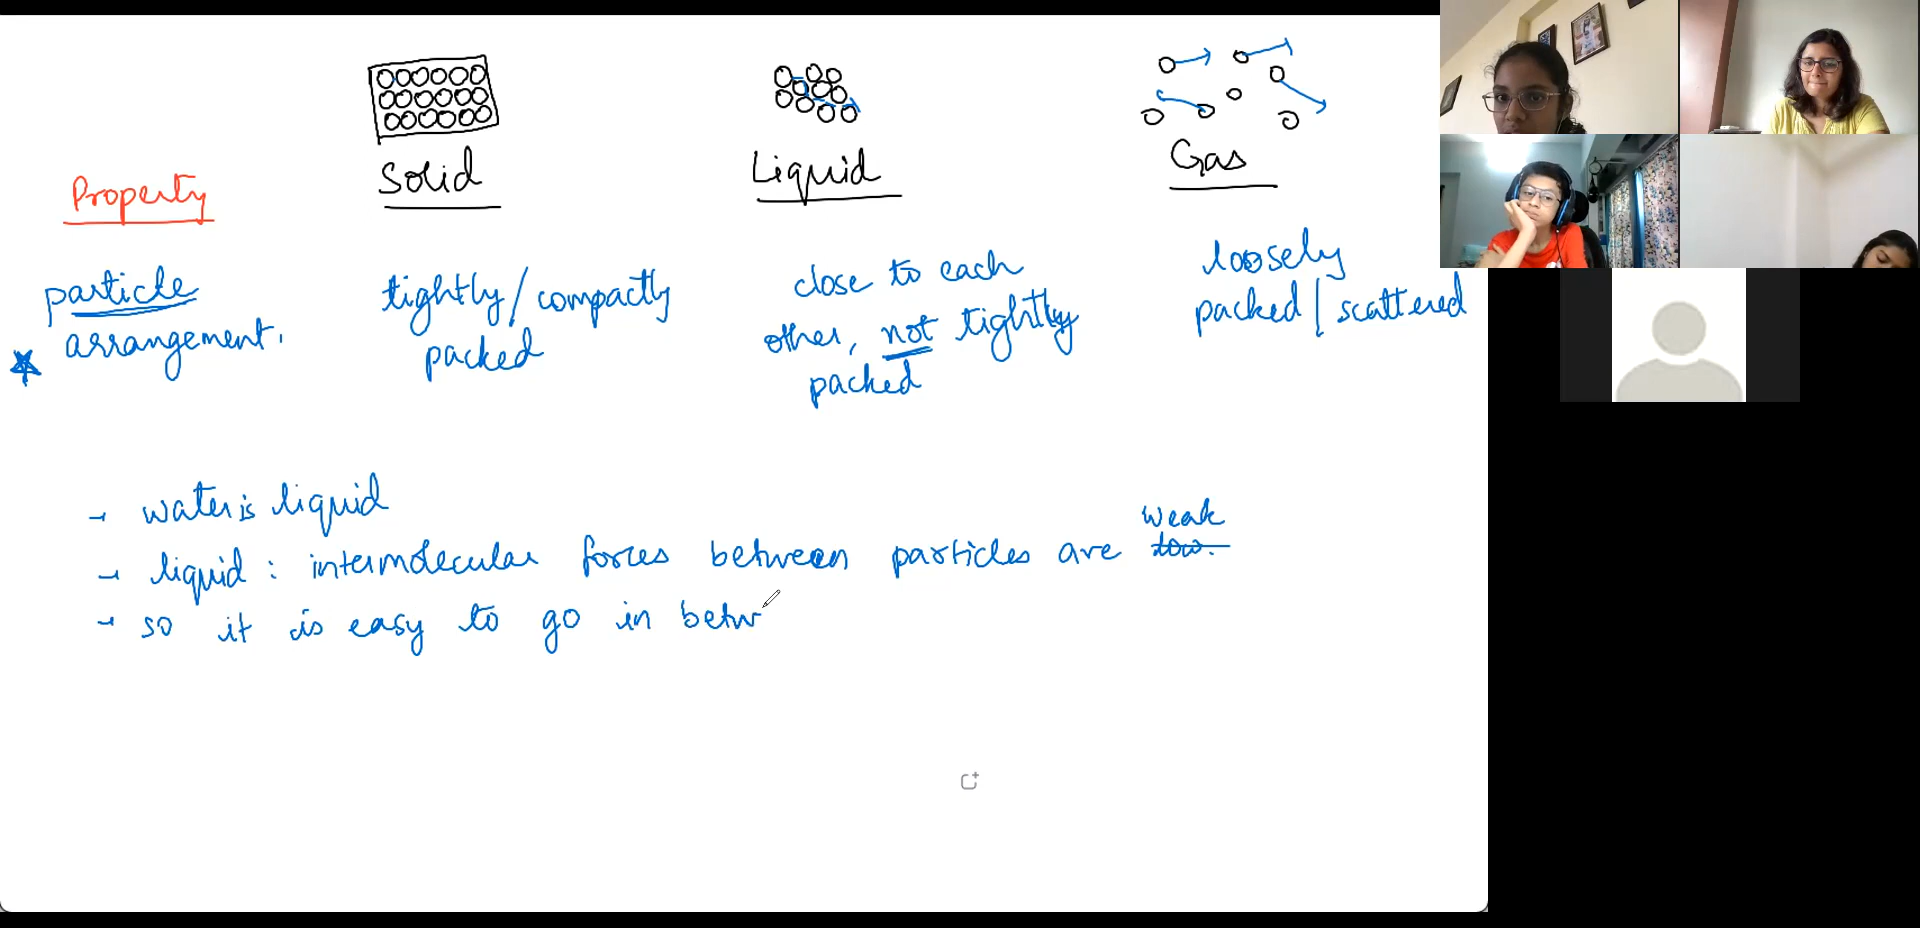 Solid
Liquid
Gas
Property
particle
arrangement.
tightly/compactly
packed
close to each
other, not tightly
packed
loosely
packed/scattered
- water is liquid
- liquid : intermolecular forces between particles are weak
low.
- so it is easy to go in betw